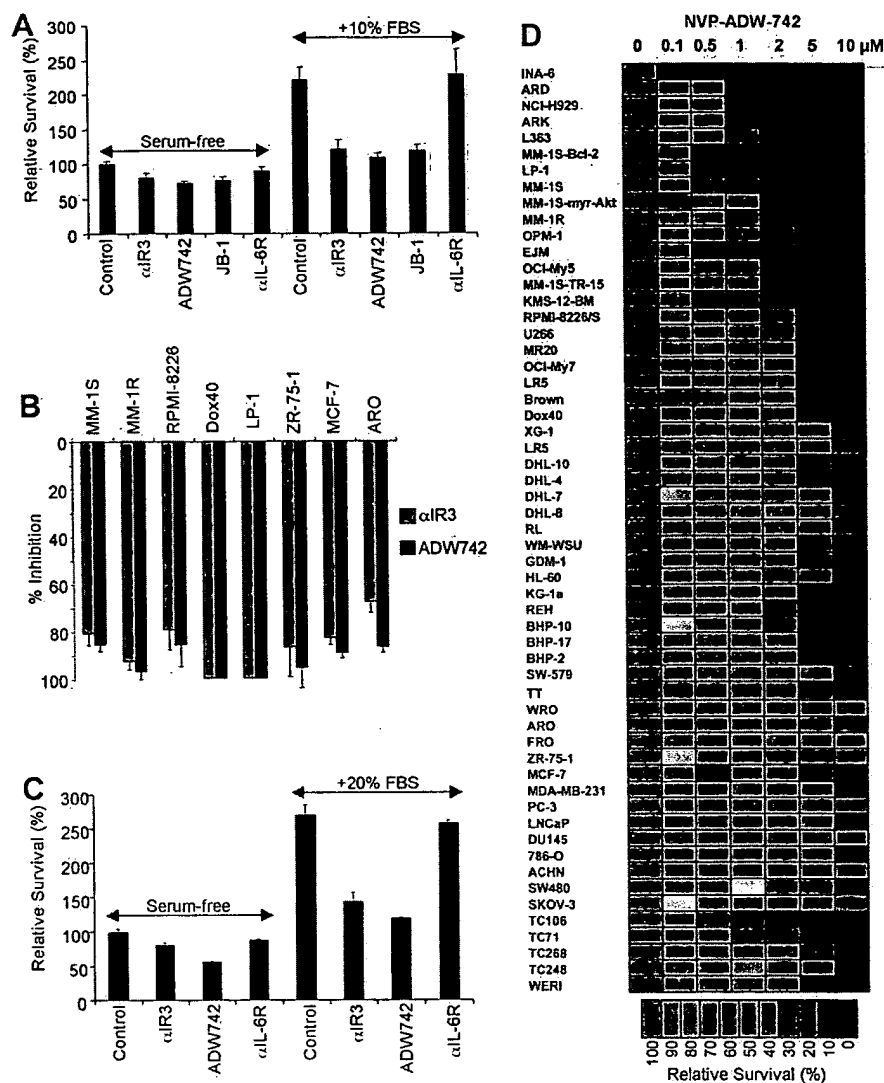 A
Relative Survival (%)
300
250
200
150
100
50
0
+10% FBS
Serum-free
Control
αIR3
ADW742
JB-1
αIL-6R
Control
αIR3
ADW742
JB-1
αIL-6R
B
MM-1S
MM-1R
RPMI-8226
Dox40
LP-1
ZR-75-1
MCF-7
ARO
% Inhibition
0
20
40
60
80
100
αIR3
ADW742
C
Relative Survival (%)
300
250
200
150
100
50
0
+20% FBS
Serum-free
Control
αIR3
ADW742
αIL-6R
Control
αIR3
ADW742
αIL-6R
D
NVP-ADW-742
0 0.1 0.5 1 2 5 10 µM
INA-6
ARD
NCI-H929
ARK
L363
MM-1S-Bcl-2
LP-1
MM-1S
MM-1S-myr-Akt
MM-1R
OPM-1
EJM
OCI-My5
MM-1S-TR-15
KMS-12-BM
RPMI-8226/S
U266
MR20
OCI-My7
LR5
Brown
Dox40
XG-1
LR5
DHL-10
DHL-4
DHL-7
DHL-8
RL
WM-WSU
GDM-1
HL-60
KG-1a
REH
BHP-10
BHP-17
BHP-2
SW-579
TT
WRO
ARO
FRO
ZR-75-1
MCF-7
MDA-MB-231
PC-3
LNCaP
DU145
786-O
ACHN
SW480
SKOV-3
TC106
TC71
TC268
TC248
WERI
100 90 80 70 60 50 40 30 20 10 0
Relative Survival (%)